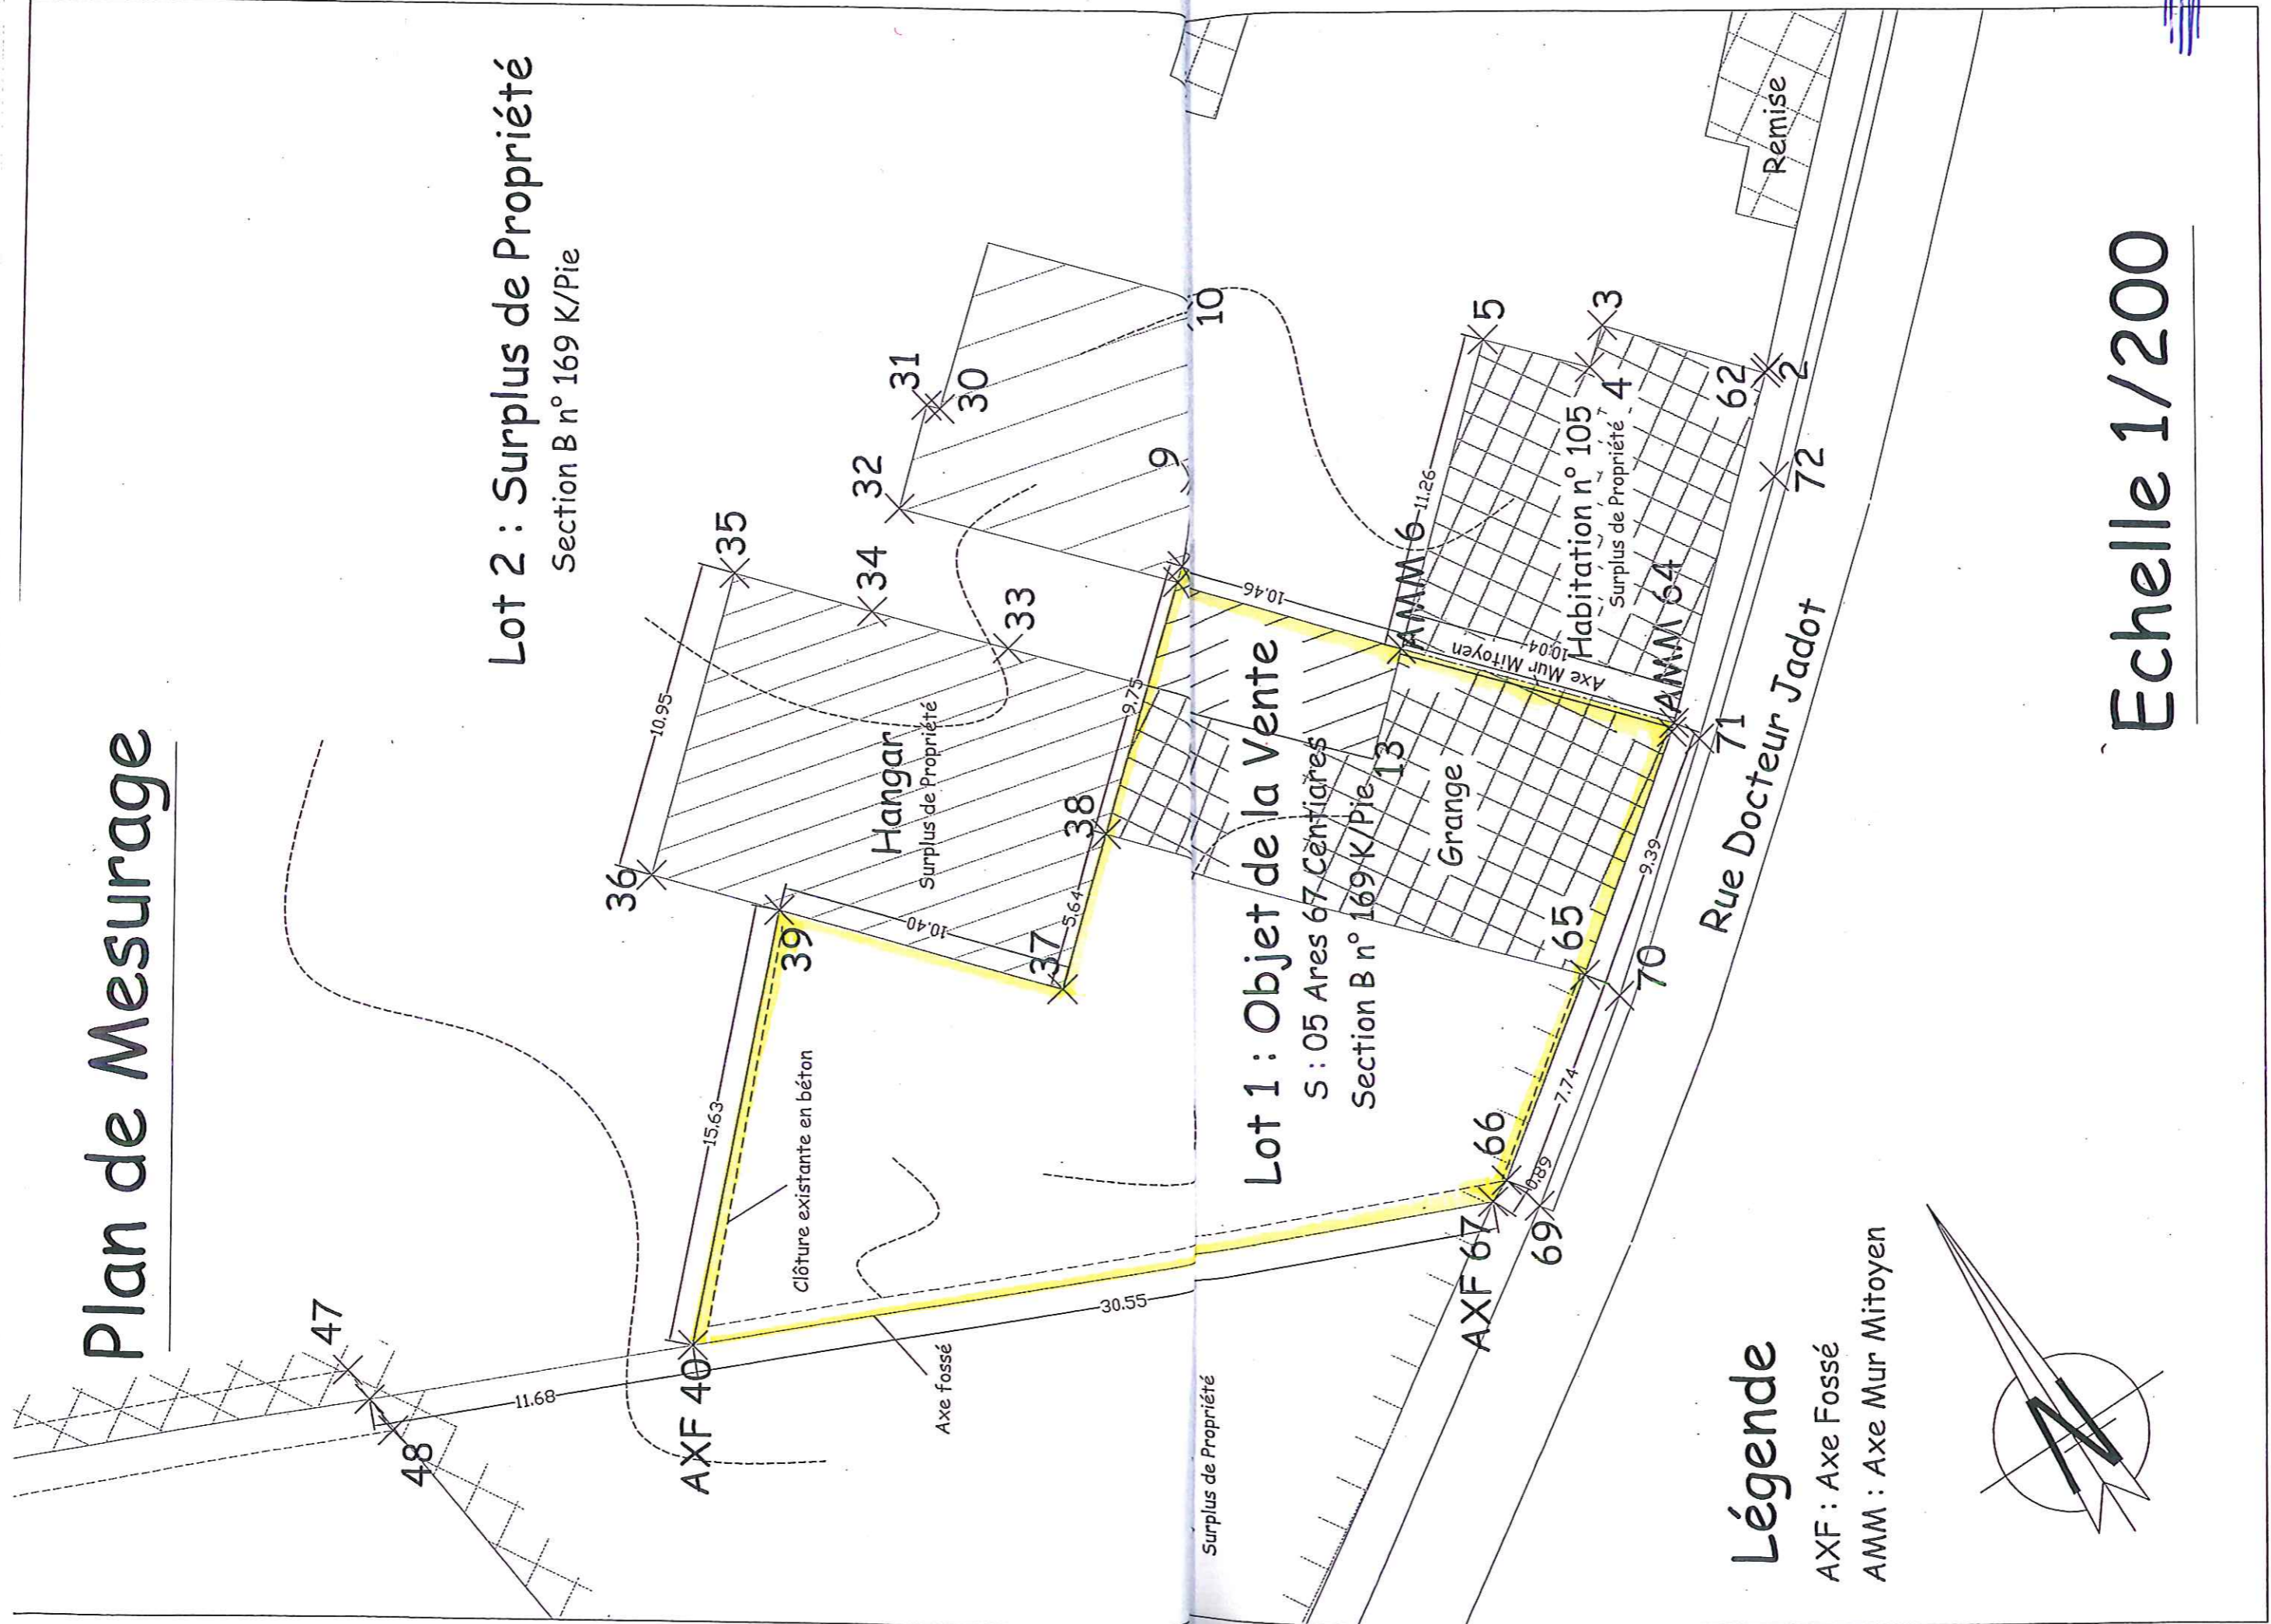 Plan de Mesurage
Lot 2 : Surplus de Propriété
Section B n° 169 K/Pie
47
48
11.68
AXF 40
15.63
Clôture existante en béton
Axe fossé
30.55
36
10.95
35
34
33
32
31
30
39
10.40
37
5.64
38
9.75
9
10
Hangar
Surplus de Propriété
Lot 1 : Objet de la Vente
S : 05 Ares 67 Centiares
Section B n° 169 K/Pie
13
Grange
10.46
AMM 6
11.26
5
3
4
Habitation n° 105
Surplus de Propriété
Axe Mur Mitoyen
10.04
AMM 64
62
2
72
71
9.39
65
70
7.74
66
0.89
AXF 67
69
Surplus de Propriété
Rue Docteur Jadot
Remise
Légende
AXF : Axe Fossé
AMM : Axe Mur Mitoyen
N
Echelle 1/200